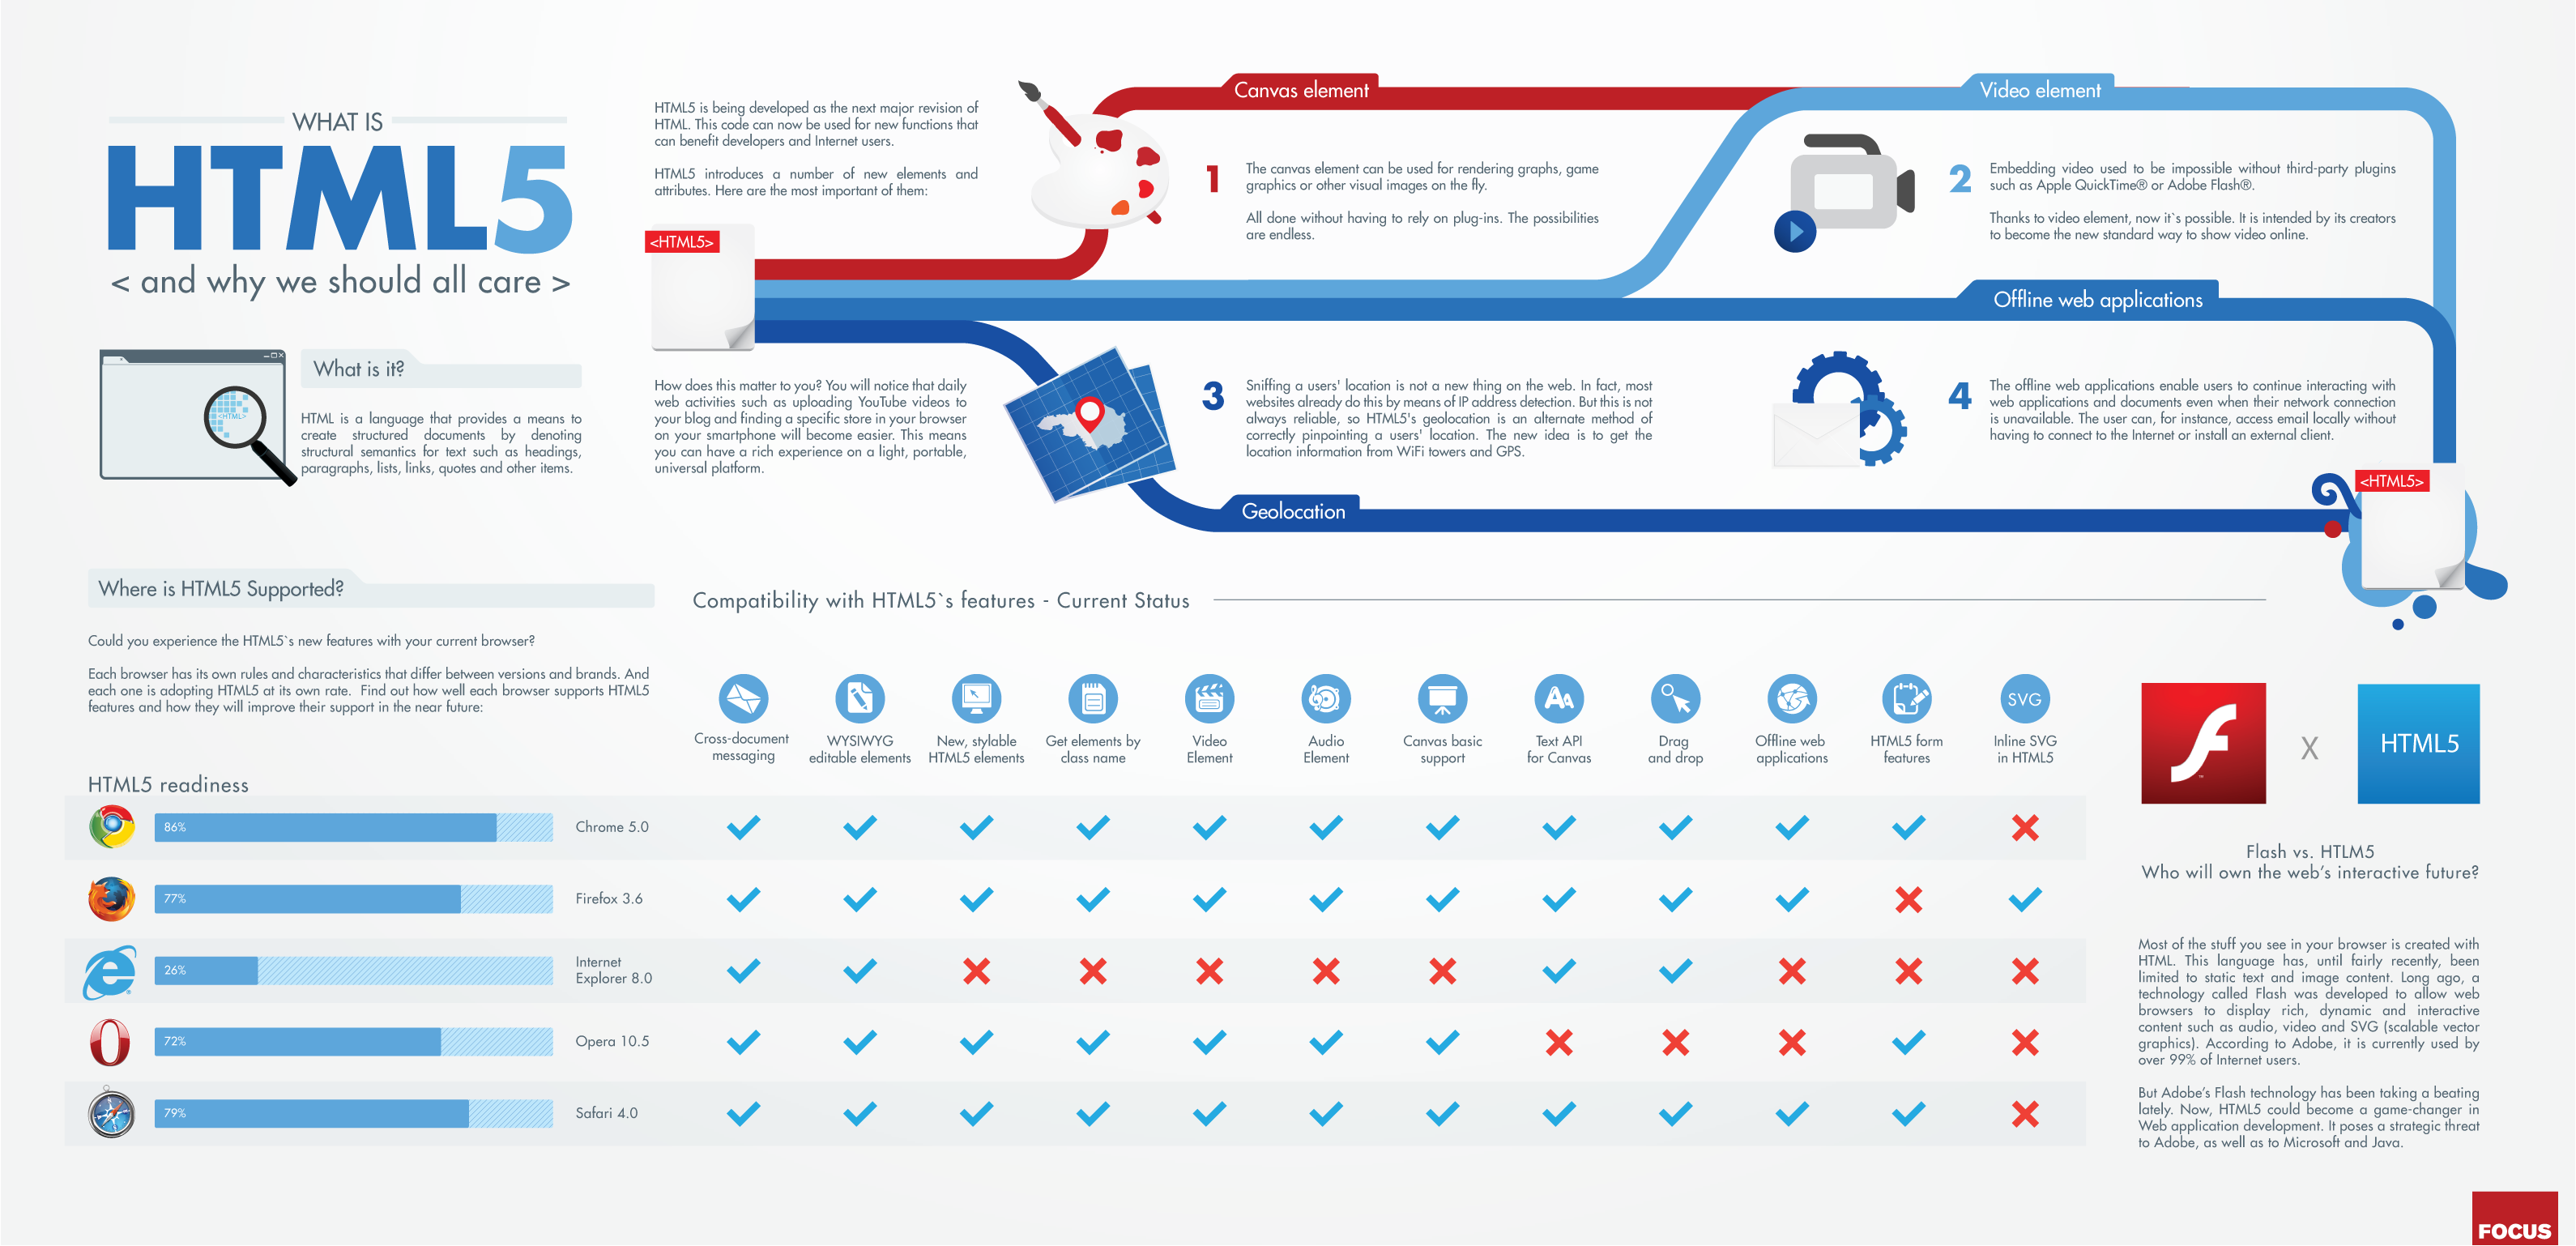 WHAT IS
HTML5
< and why we should all care >
What is it?
<HTML>
HTML is a language that provides a means to
create structured documents by denoting
structural semantics for text such as headings,
paragraphs, lists, links, quotes and other items.
HTML5 is being developed as the next major revision of
HTML. This code can now be used for new functions that
can benefit developers and Internet users.
HTML5 introduces a number of new elements and
attributes. Here are the most important of them:
<HTML5>
How does this matter to you? You will notice that daily
web activities such as uploading YouTube videos to
your blog and finding a specific store in your browser
on your smartphone will become easier. This means
you can have a rich experience on a light, portable,
universal platform.
Canvas element
1
The canvas element can be used for rendering graphs, game
graphics or other visual images on the fly.
All done without having to rely on plug-ins. The possibilities
are endless.
Video element
2
Embedding video used to be impossible without third-party plugins
such as Apple QuickTime® or Adobe Flash®.
Thanks to video element, now it`s possible. It is intended by its creators
to become the new standard way to show video online.
3
Sniffing a users' location is not a new thing on the web. In fact, most
websites already do this by means of IP address detection. But this is not
always reliable, so HTML5's geolocation is an alternate method of
correctly pinpointing a users' location. The new idea is to get the
location information from WiFi towers and GPS.
Geolocation
Offline web applications
4
The offline web applications enable users to continue interacting with
web applications and documents even when their network connection
is unavailable. The user can, for instance, access email locally without
having to connect to the Internet or install an external client.
<HTML5>
Where is HTML5 Supported?
Could you experience the HTML5`s new features with your current browser?
Each browser has its own rules and characteristics that differ between versions and brands. And
each one is adopting HTML5 at its own rate. Find out how well each browser supports HTML5
features and how they will improve their support in the near future:
Compatibility with HTML5`s features - Current Status
SVG
Cross-document
messaging
WYSIWYG
editable elements
New, stylable
HTML5 elements
Get elements by
class name
Video
Element
Audio
Element
Canvas basic
support
Text API
for Canvas
Drag
and drop
Offline web
applications
HTML5 form
features
Inline SVG
in HTML5
HTML5 readiness
86%
Chrome 5.0
77%
Firefox 3.6
26%
Internet
Explorer 8.0
72%
Opera 10.5
79%
Safari 4.0
X
HTML5
Flash vs. HTLM5
Who will own the web's interactive future?
Most of the stuff you see in your browser is created with
HTML. This language has, until fairly recently, been
limited to static text and image content. Long ago, a
technology called Flash was developed to allow web
browsers to display rich, dynamic and interactive
content such as audio, video and SVG (scalable vector
graphics). According to Adobe, it is currently used by
over 99% of Internet users.
But Adobe's Flash technology has been taking a beating
lately. Now, HTML5 could become a game-changer in
Web application development. It poses a strategic threat
to Adobe, as well as to Microsoft and Java.
FOCUS